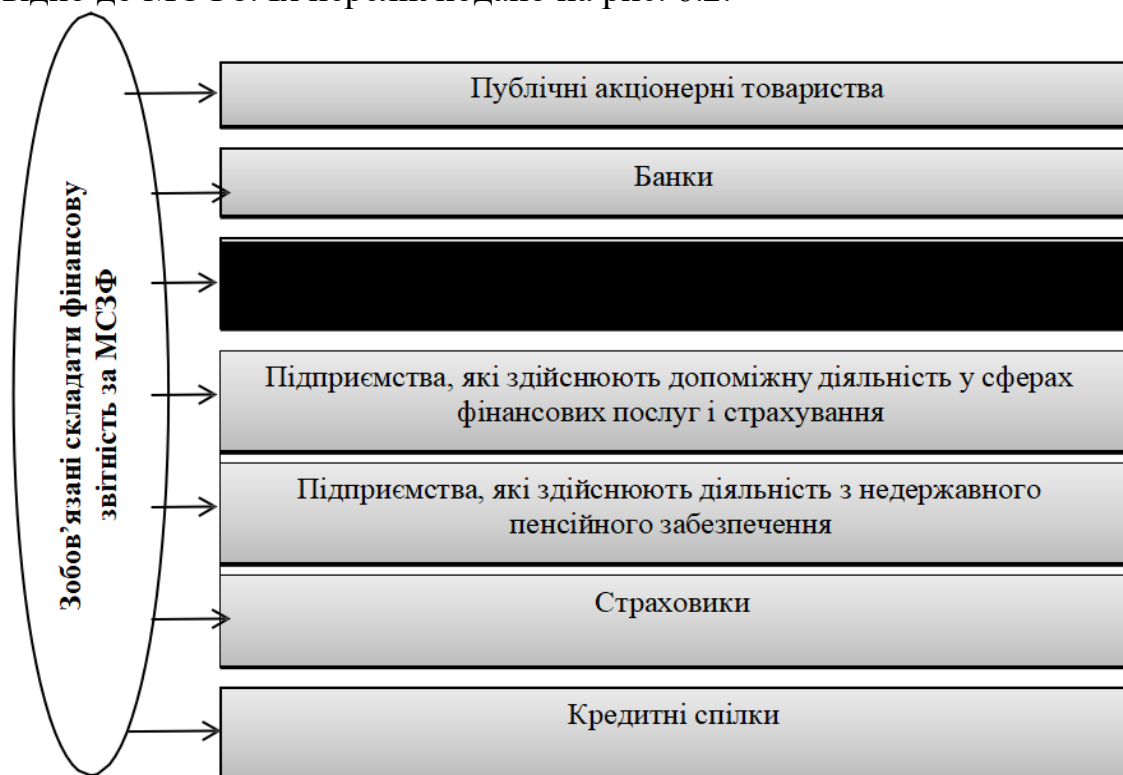 Зобов’язані складати фінансову
звітність за МСЗФ
Публічні акціонерні товариства
Банки
Підприємства, які здійснюють допоміжну діяльність у сферах
фінансових послуг і страхування
Підприємства, які здійснюють діяльність з недержавного
пенсійного забезпечення
Страховики
Кредитні спілки